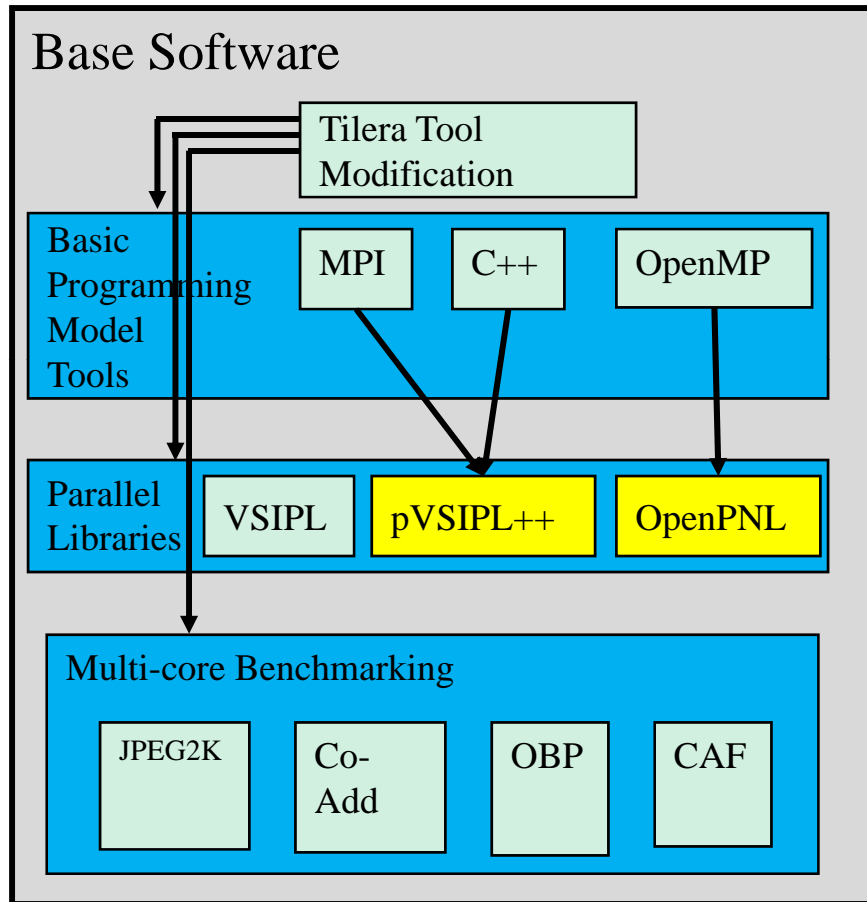 Base Software
Tilera Tool
Modification
Basic
Programming
Model
Tools
MPI
C++
OpenMP
Parallel
Libraries
VSIPL
pVSIPL++
OpenPNL
Multi-core Benchmarking
JPEG2K
Co-
Add
OBP
CAF